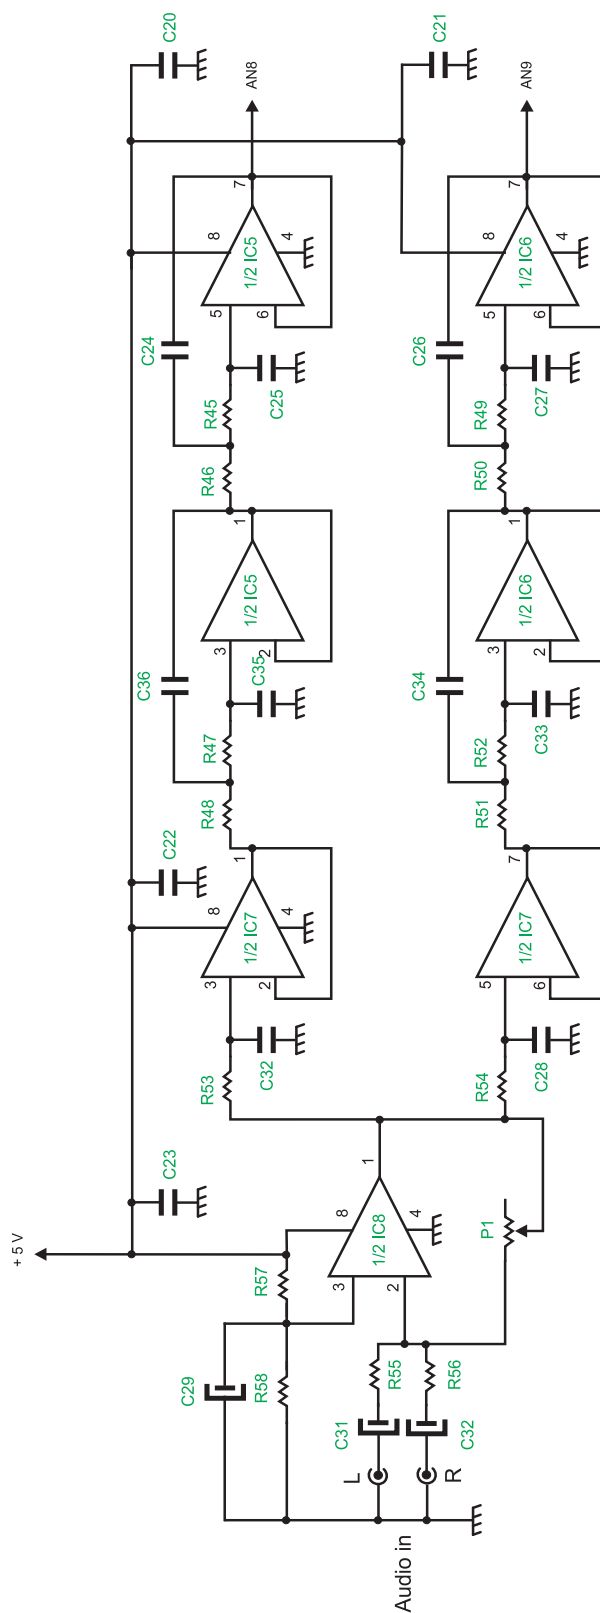 + 5 V
C20
C21
AN8
AN9
7
8
4
1/2 IC5
5
6
7
8
4
1/2 IC6
5
6
C24
C25
R45
R46
C26
C27
R49
R50
1
1/2 IC5
3
2
1
1/2 IC6
3
2
C36
C35
R47
R48
C34
C33
R52
R51
C22
1
8
4
1/2 IC7
3
2
7
1/2 IC7
5
6
C32
R53
C28
R54
C23
1
8
4
1/2 IC8
3
2
P1
R57
R58
C29
R55
R56
C31
C32
L
R
Audio in